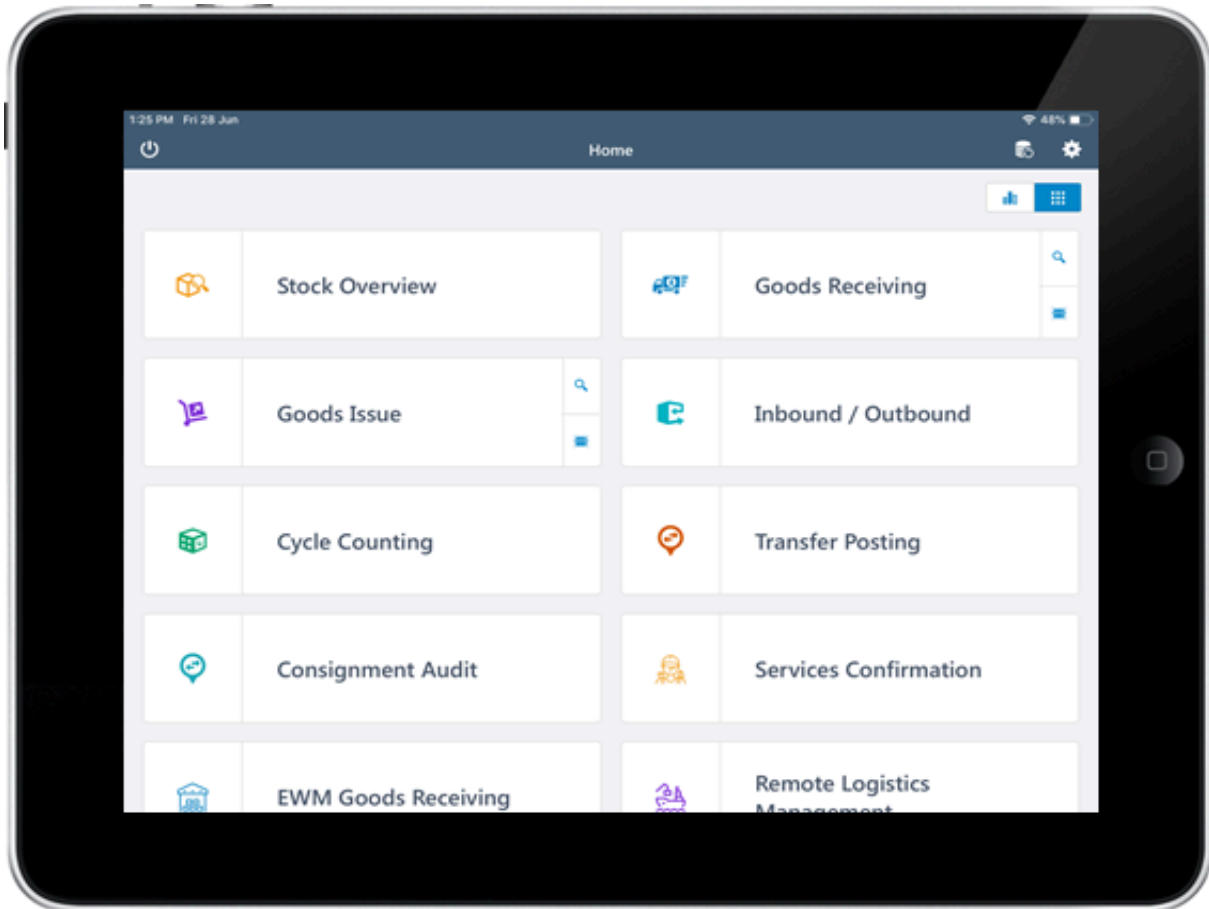 1:25 PM Fri 28 Jun
48%
Home
Stock Overview
Goods Receiving
Goods Issue
Inbound / Outbound
Cycle Counting
Transfer Posting
Consignment Audit
Services Confirmation
EWM Goods Receiving
Remote Logistics
Management